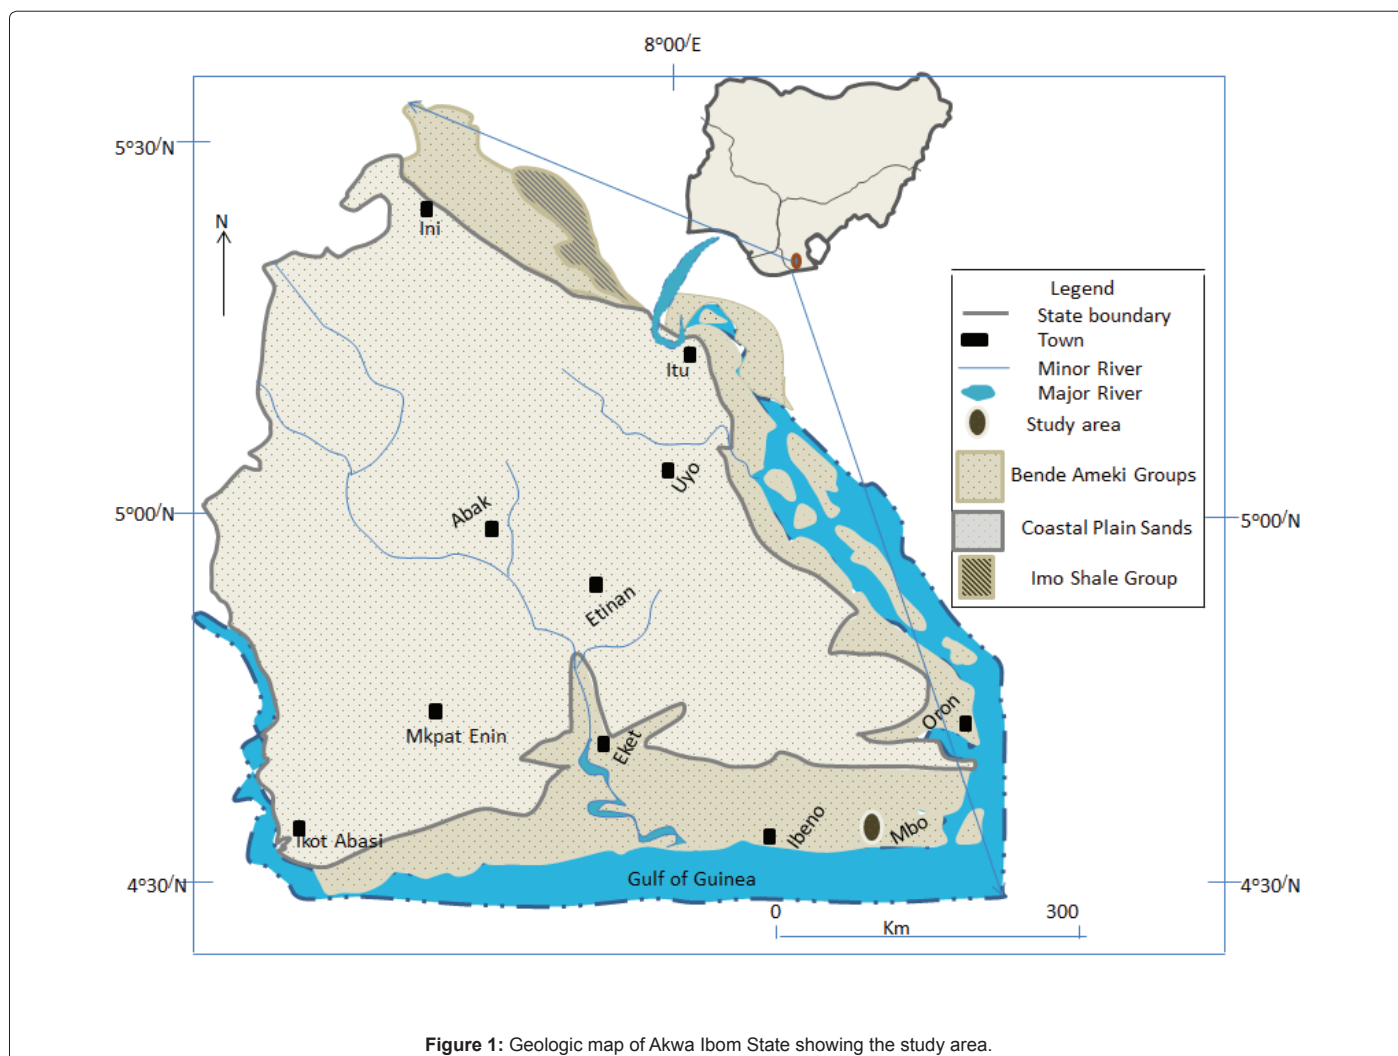 8°00/E
5°30/N
N
Ini
Itu
Legend
State boundary
Town
Minor River
Major River
Study area
Bende Ameki Groups
Coastal Plain Sands
Imo Shale Group
Uyo
Abak
5°00/N
5°00/N
Etinan
Oron
Mkpat Enin
Eket
Ibeno
Mbo
Ikot Abasi
Gulf of Guinea
4°30/N
4°30/N
0 300
Km
Figure 1: Geologic map of Akwa Ibom State showing the study area.